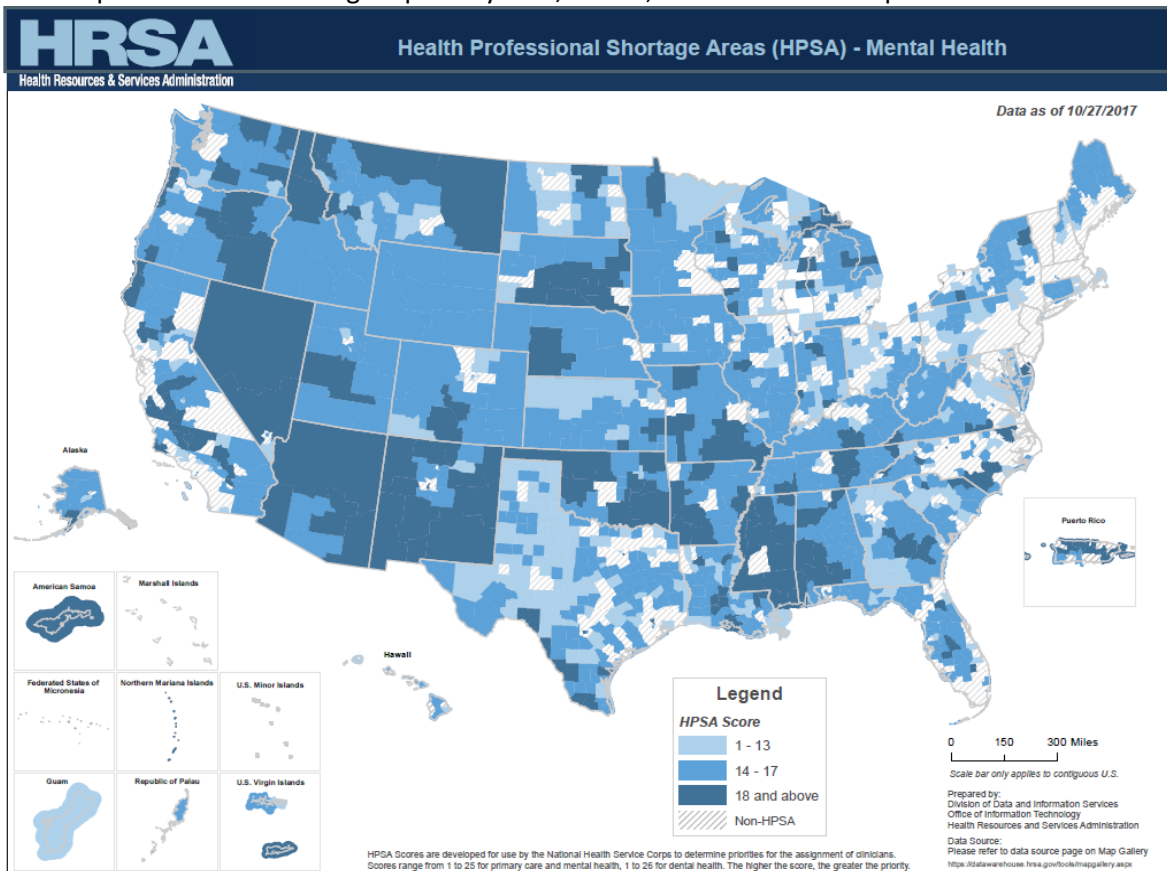 HRSA
Health Resources & Services Administration
Health Professional Shortage Areas (HPSA) - Mental Health
Data as of 10/27/2017
Alaska
American Samoa
Marshall Islands
Hawaii
Puerto Rico
Federated States of
Micronesia
Northern Mariana Islands
U.S. Minor Islands
Guam
Republic of Palau
U.S. Virgin Islands
Legend
HPSA Score
1 - 13
14 - 17
18 and above
Non-HPSA
0 150 300 Miles
Scale bar only applies to contiguous U.S.
Prepared by:
Division of Data and Information Services
Office of Information Technology
Health Resources and Services Administration
Data Source:
Please refer to data source page on Map Gallery
https://datawarehouse.hrsa.gov/tools/mapgallery.aspx
HPSA Scores are developed for use by the National Health Service Corps to determine priorities for the assignment of clinicians.
Scores range from 1 to 25 for primary care and mental health, 1 to 26 for dental health. The higher the score, the greater the priority.